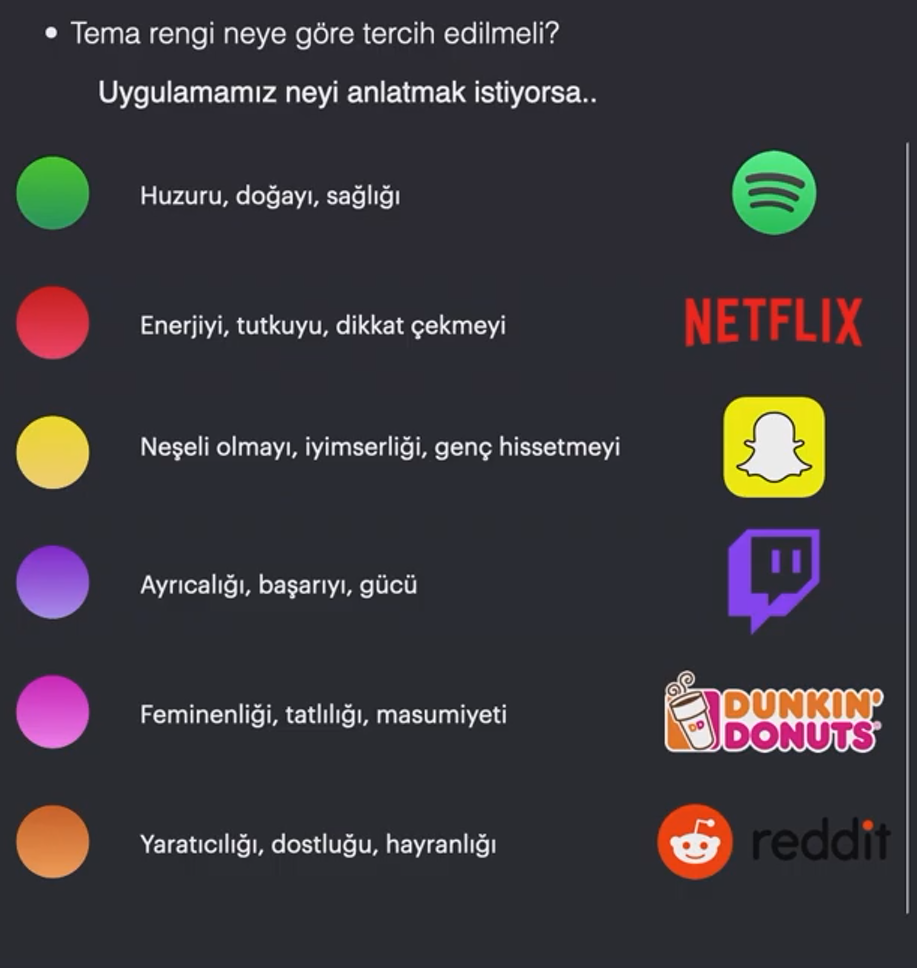 • Tema rengi neye göre tercih edilmeli?
Uygulamamız neyi anlatmak istiyorsa..
Huzuru, doğayı, sağlığı
Enerjiyi, tutkuyu, dikkat çekmeyi
NETFLIX
Neşeli olmayı, iyimserliği, genç hissetmeyi
Ayrıcalığı, başarıyı, gücü
Feminenliği, tatlılığı, masumiyeti
DD
DUNKIN'
DONUTS
Yaratıcılığı, dostluğu, hayranlığı
reddit